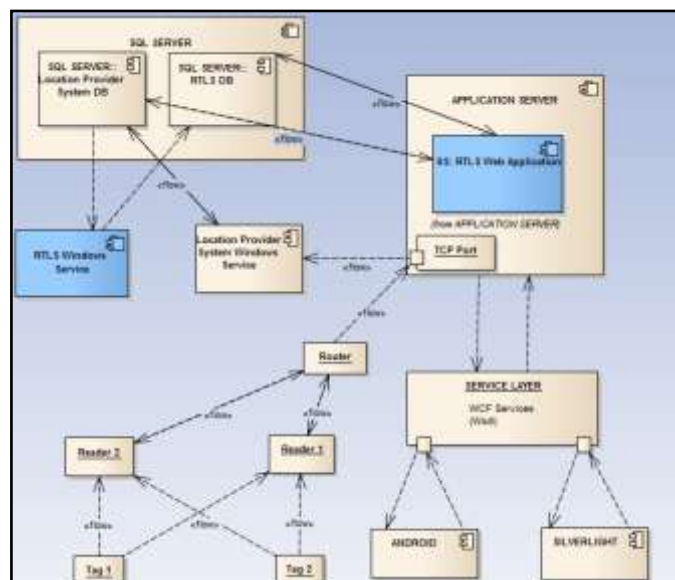 SQL SERVER
SQL SERVER::
Location Provider
System DB
SQL SERVER::
RTLS DB
«flow»
APPLICATION SERVER
«flow»
RTLS Web Application
(from APPLICATION SERVER)
«flow»
RTLS Windows
Service
Location Provider
System Windows
Service
TCP Port
«flow»
«flow»
Router
SERVICE LAYER
WCF Services
«flow»
«flow»
Reader 2
Reader 1
«flow»
«flow»
«flow»
ANDROID
SILVERLIGHT
Tag 1
Tag 2